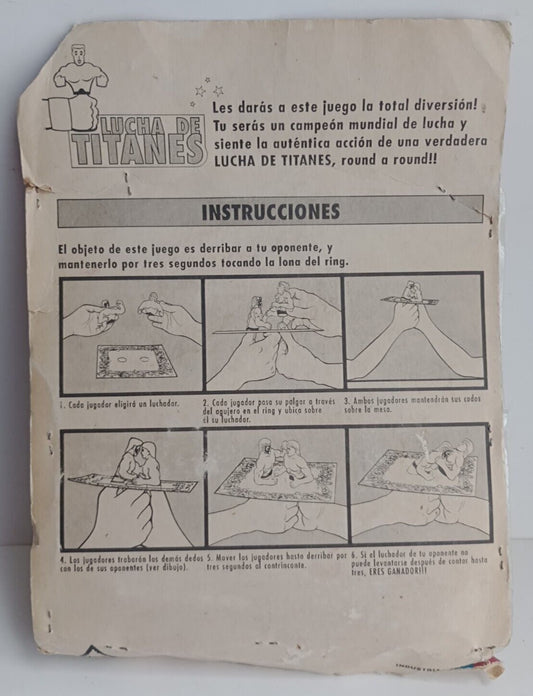 LUCHA DE
TITANES
Les darás a este juego la total diversión!
Tu serás un campeón mundial de lucha y
siente la auténtica acción de una verdadera
LUCHA DE TITANES, round a round!!
INSTRUCCIONES
El objeto de este juego es derribar a tu oponente, y
mantenerlo por tres segundos tocando la lona del ring.
1. Cada jugador eligirá un luchador.
2. Cada jugador pasa su pulgar a través
del agujero en el ring y ubica sobre
él su luchador.
3. Ambos jugadores mantendrán sus codos
sobre la mesa.
4. Los jugadores trabarán los demás dedos
con los de sus oponentes (ver dibujo).
5. Mover los jugadores hasta derribar por
tres segundos al contrincante.
6. Si el luchador de tu oponente no
puede levantarse después de contar hasta
tres, ERES GANADOR!!!